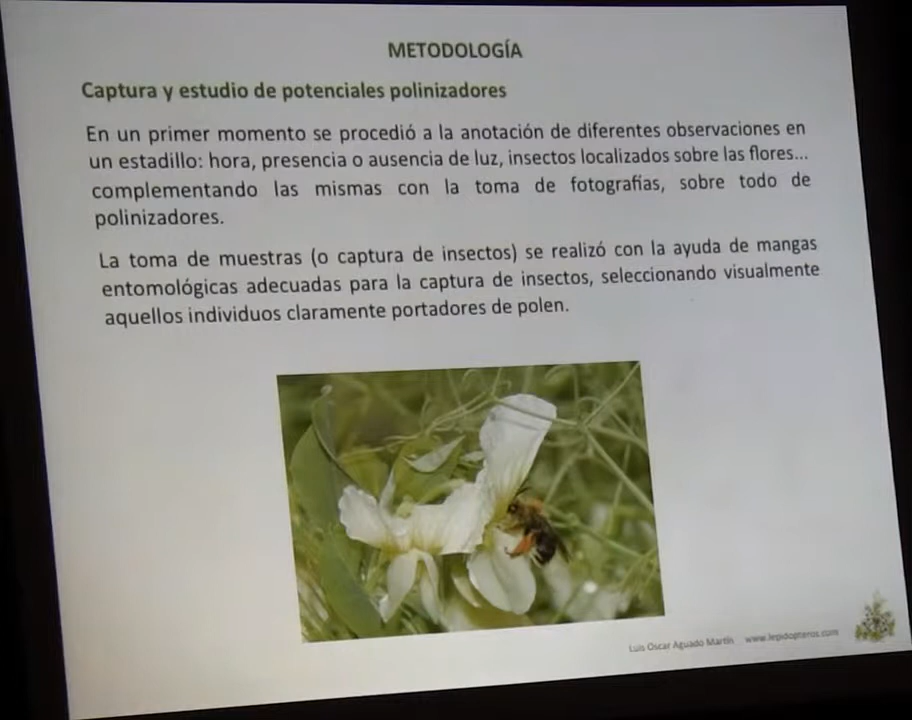 METODOLOGÍA
Captura y estudio de potenciales polinizadores
En un primer momento se procedió a la anotación de diferentes observaciones en
un estadillo: hora, presencia o ausencia de luz, insectos localizados sobre las flores...
complementando las mismas con la toma de fotografías, sobre todo de
polinizadores.
La toma de muestras (o captura de insectos) se realizó con la ayuda de mangas
entomológicas adecuadas para la captura de insectos, seleccionando visualmente
aquellos individuos claramente portadores de polen.
Luis Oscar Aguado Martín www.lepidopteros.com